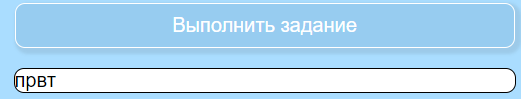 Выполнить задание
првт